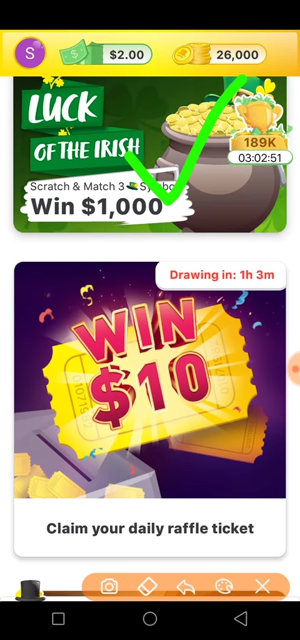 S
$2.00
26,000
LUCK
OF THE IRISH
189K
03:02:51
Scratch & Match 3 Symbo
Win $1,000
Drawing in: 1h 3m
WIN
$10
Claim your daily raffle ticket